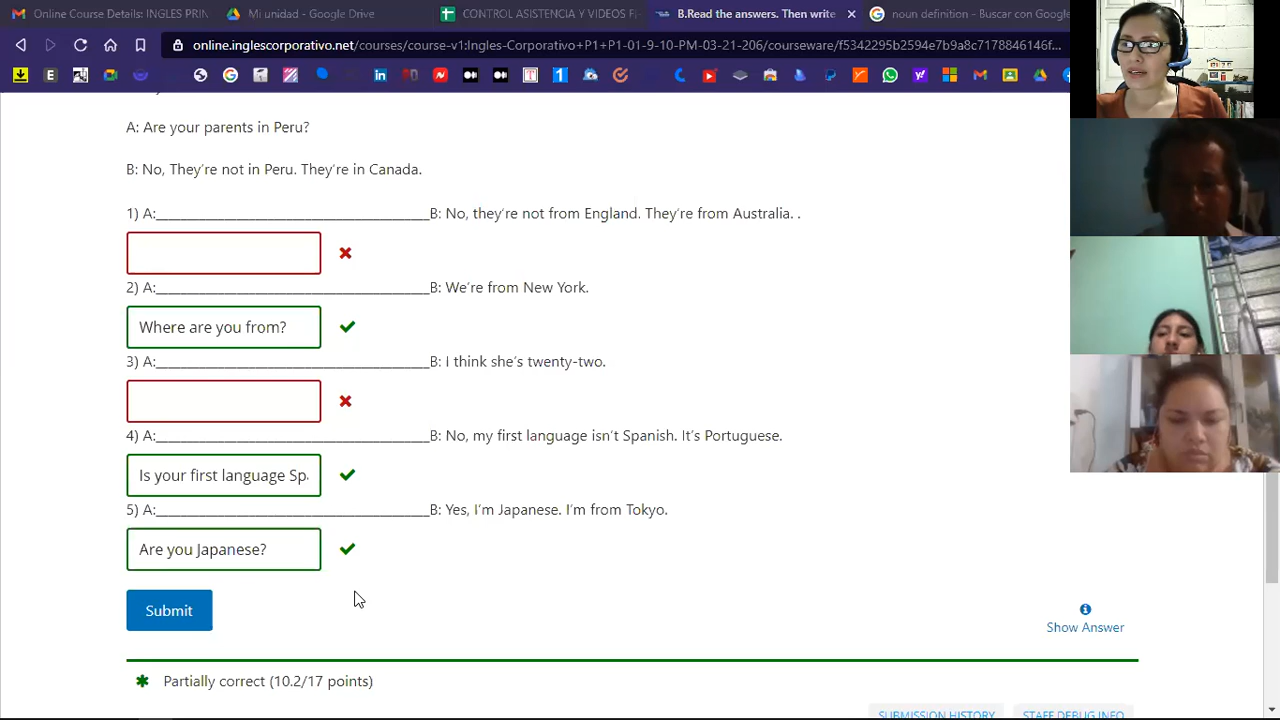 Online Course Details: INGLES PRIN
Mi unidad - Google Drive
CONTROL ASISTENCIA Y VIDEOS F
Read the answers. Then write
noun definition - Buscar con Google
online.inglescorporativo.net/courses/course-v1:Ingles-Corporativo+P1+P1-01-9-10-PM-03-21-206/courseware/f5342295b2594e7b9a8c7178846146f...
A: Are your parents in Peru?
B: No, They're not in Peru. They're in Canada.
1) A:__________________________________B: No, they're not from England. They're from Australia. .
2) A:__________________________________B: We're from New York.
Where are you from?
3) A:__________________________________B: I think she's twenty-two.
4) A:__________________________________B: No, my first language isn't Spanish. It's Portuguese.
Is your first language Sp
5) A:__________________________________B: Yes, I'm Japanese. I'm from Tokyo.
Are you Japanese?
Submit
Show Answer
Partially correct (10.2/17 points)
SUBMISSION HISTORY
STAFF DEBUG INFO